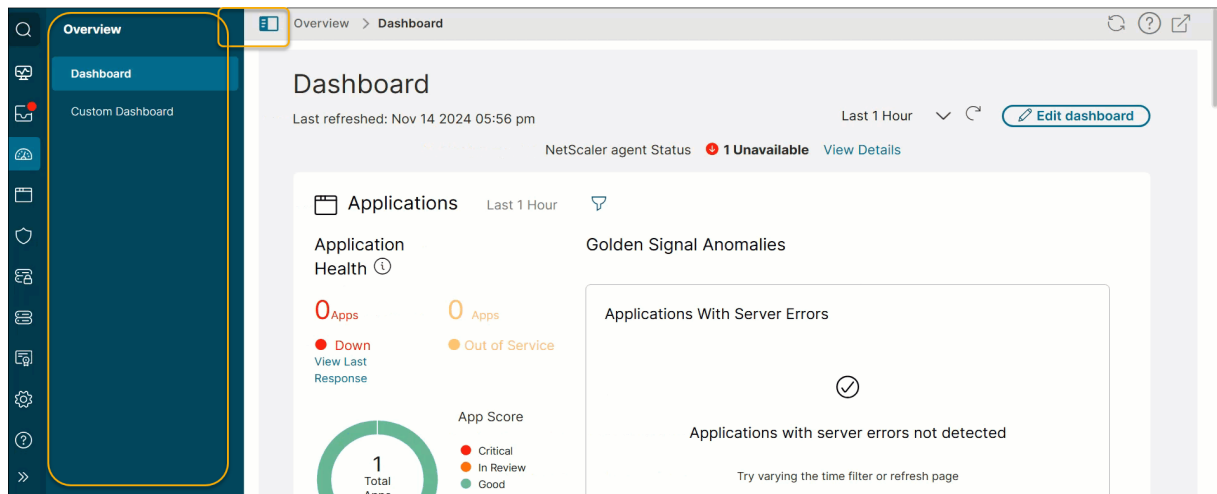 Overview
Dashboard
Custom Dashboard
Overview > Dashboard
Dashboard
Last refreshed: Nov 14 2024 05:56 pm
Last 1 Hour
Edit dashboard
NetScaler agent Status 1 Unavailable View Details
Applications Last 1 Hour
Application
Health
0 Apps
Down
View Last
Response
0 Apps
Out of Service
App Score
Critical
In Review
Good
1
Total
Apps
Golden Signal Anomalies
Applications With Server Errors
Applications with server errors not detected
Try varying the time filter or refresh page